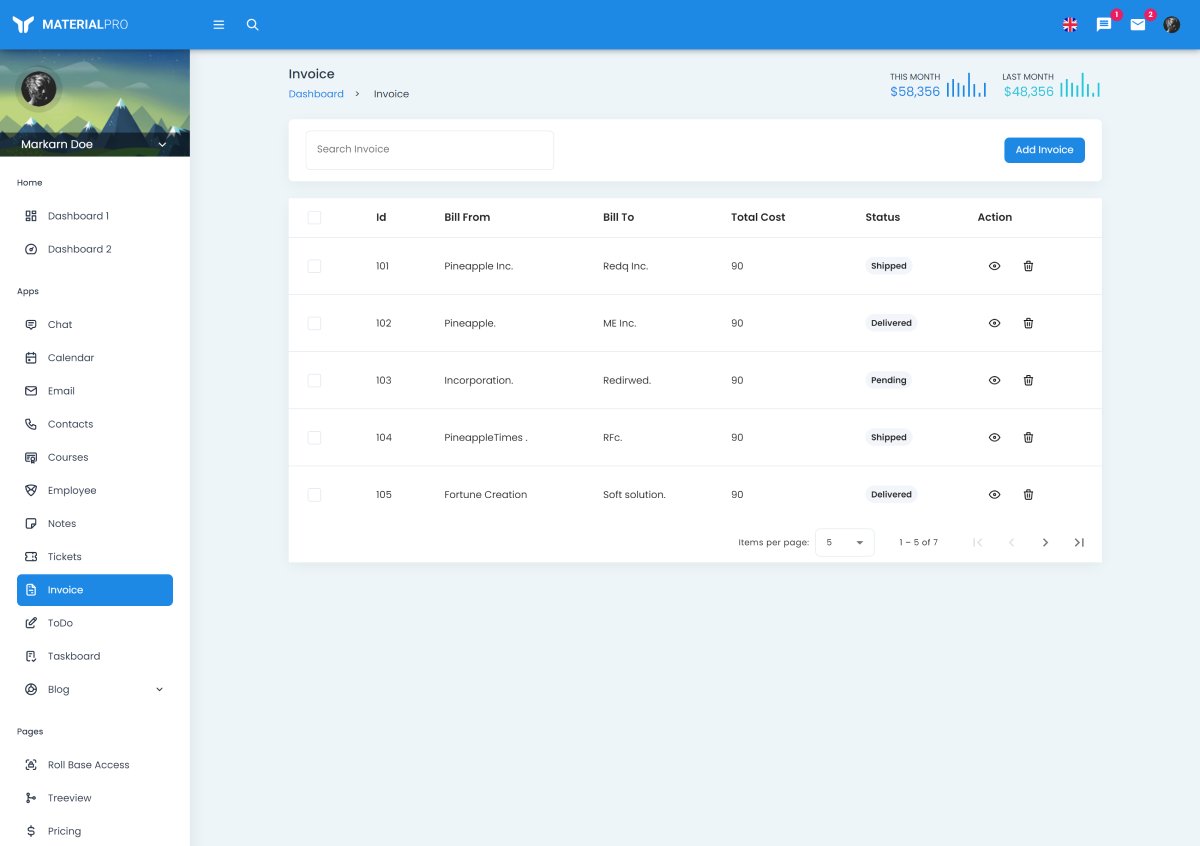 MATERIALPRO
1
2
Markarn Doe
Home
Dashboard 1
Dashboard 2
Apps
Chat
Calendar
Email
Contacts
Courses
Employee
Notes
Tickets
Invoice
ToDo
Taskboard
Blog
Pages
Roll Base Access
Treeview
Pricing
Invoice
Dashboard > Invoice
THIS MONTH
$58,356
LAST MONTH
$48,356
Search Invoice
Add Invoice
Id Bill From Bill To Total Cost Status Action
101 Pineapple Inc. Redq Inc. 90 Shipped
102 Pineapple. ME Inc. 90 Delivered
103 Incorporation. Redirwed. 90 Pending
104 PineappleTimes . RFc. 90 Shipped
105 Fortune Creation Soft solution. 90 Delivered
Items per page: 5 1 – 5 of 7